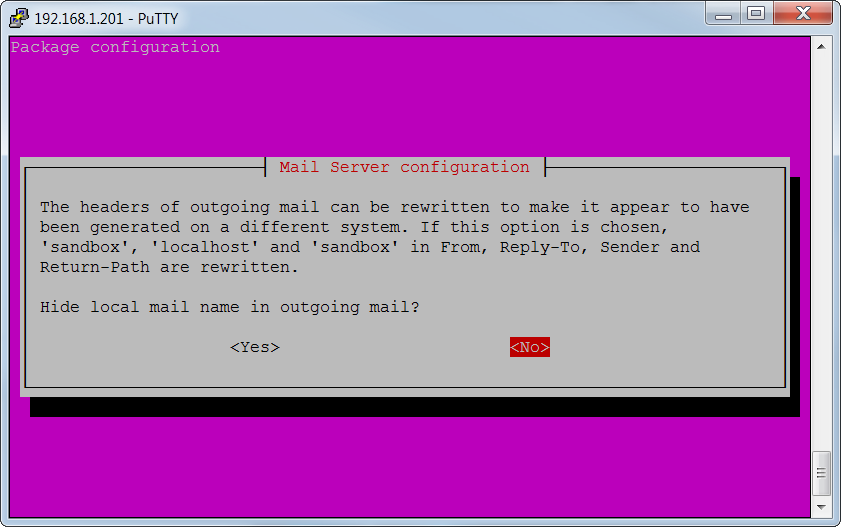 192.168.1.201 - PuTTY
Package configuration
Mail Server configuration
The headers of outgoing mail can be rewritten to make it appear to have
been generated on a different system. If this option is chosen,
'sandbox', 'localhost' and 'sandbox' in From, Reply-To, Sender and
Return-Path are rewritten.
Hide local mail name in outgoing mail?
<Yes> <No>